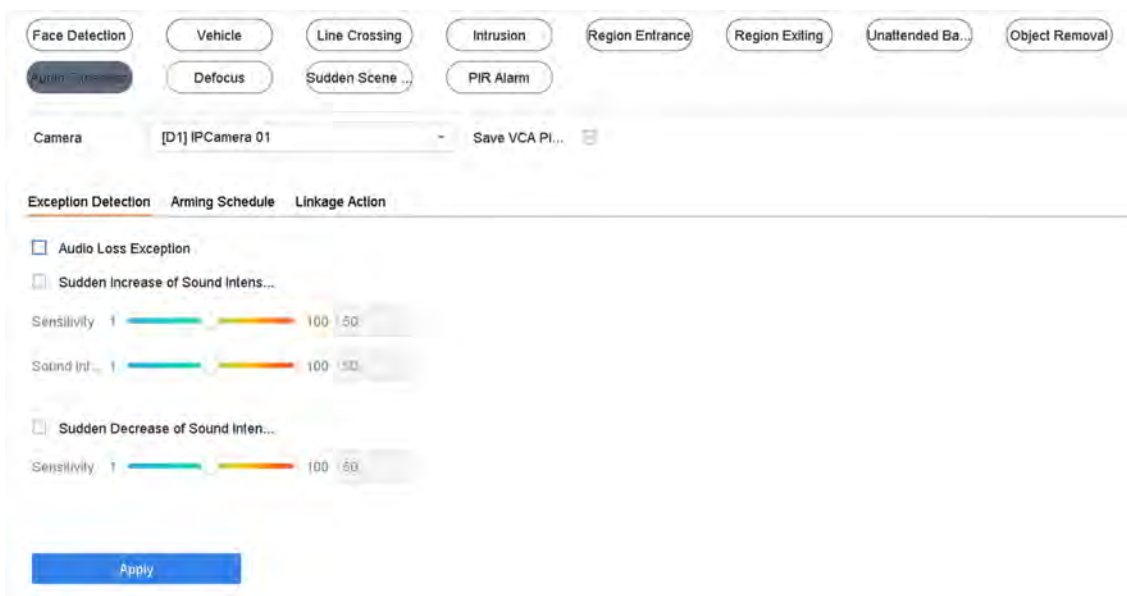 Face Detection Vehicle Line Crossing Intrusion Region Entrance Region Exiting Unattended Ba... Object Removal
Defocus Sudden Scene ... PIR Alarm
Camera [D1] IPCamera 01 Save VCA Pi...
Exception Detection Arming Schedule Linkage Action
Audio Loss Exception
Sudden Increase of Sound Intens...
Sensitivity 1 100 50
Sound Int... 1 100 50
Sudden Decrease of Sound Inten...
Sensitivity 1 100 50
Apply